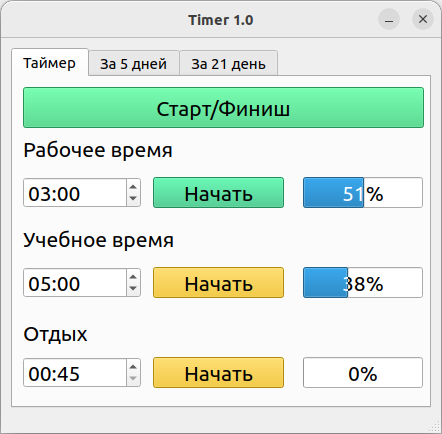 Timer 1.0
Таймер За 5 дней За 21 день
Старт/Финиш
Рабочее время
03:00 Начать 51%
Учебное время
05:00 Начать 38%
Отдых
00:45 Начать 0%